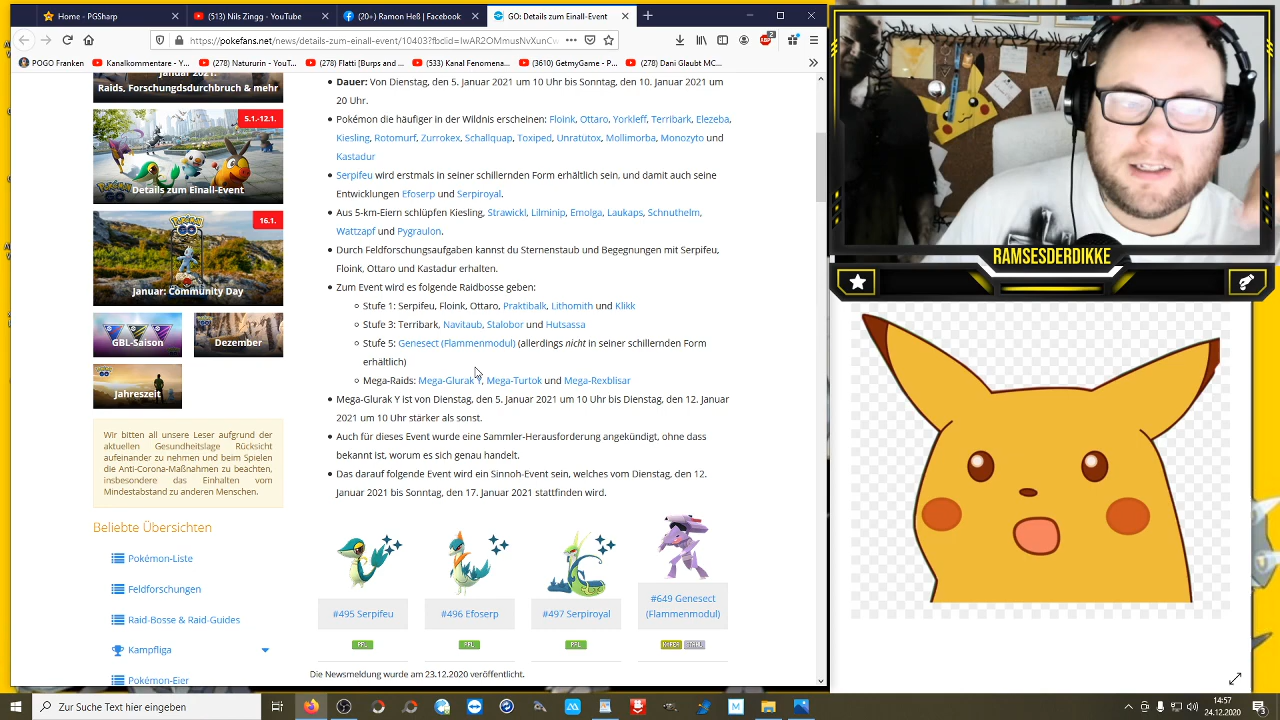 Home - PGSharp
(513) Nils Zingg - YouTube
(20+) Ramon Heß | Facebook
GO: Details zum Einall-Event
https://pokefans.net/news/
POGO Franken
Kanalkommentare - Y...
(278) Natururin - YouT...
(278) Flatti Boss and ...
(533) Kanal Fenomena...
(3610) GetmyGame - P...
(278) Dani Glaubt MC...
Januar 2021:
Raids, Forschungsdurchbruch & mehr
5.1.-12.1.
Details zum Einall-Event
16.1.
Januar: Community Day
GBL-Saison
Dezember
Jahreszeit
Wir bitten all unsere Leser aufgrund der
aktuellen Gesundheitslage Rücksicht
aufeinander zu nehmen und beim Spielen
die Anti-Corona-Maßnahmen zu beachten,
insbesondere das Einhalten vom
Mindestabstand zu anderen Menschen.
Beliebte Übersichten
Pokémon-Liste
Feldforschungen
Raid-Bosse & Raid-Guides
Kampfliga
Pokémon-Eier
Dauer: Von Dienstag, den 5. Januar 2021 um 10 Uhr bis Sonntag, den 10. Januar 2021 um
20 Uhr.
Pokémon die häufiger in der Wildnis erscheinen: Floink, Ottaro, Yorkleff, Terribark, Elezeba,
Kiesling, Rotomurf, Zurrokex, Schallquap, Toxiped, Unratütox, Mollimorba, Monozyto und
Kastadur
Serpifeu wird erstmals in seiner schillernden Form erhältlich sein, und damit auch seine
Entwicklungen Efoserp und Serpiroyal.
Aus 5-km-Eiern schlüpfen Kiesling, Strawickl, Lilminip, Emolga, Laukaps, Schnuthelm,
Wattzapf und Pygraulon.
Durch Feldforschungsaufgaben kannst du Sternenstaub und Begegnungen mit Serpifeu,
Floink, Ottaro und Kastadur erhalten.
Zum Event wird es folgende Raidbosse geben:
Stufe 1: Serpifeu, Floink, Ottaro, Praktibalk, Lithomith und Klikk
Stufe 3: Terribark, Navitaub, Stalobor und Hutsassa
Stufe 5: Genesect (Flammenmodul) (allerdings nicht in seiner schillernden Form
erhältlich)
Mega-Raids: Mega-Glurak Y, Mega-Turtok und Mega-Rexblisar
Mega-Glurak Y ist von Dienstag, den 5. Januar 2021 um 10 Uhr bis Dienstag, den 12. Januar
2021 um 10 Uhr stärker als sonst.
Auch für dieses Event wurde eine Sammler-Herausforderung angekündigt, ohne dass
bekannt ist, worum es sich genau handelt.
Das darauf folgende Event wird ein Sinnoh-Event sein, welches vom Dienstag, den 12.
Januar 2021 bis Sonntag, den 17. Januar 2021 stattfinden wird.
#495 Serpifeu
#496 Efoserp
#497 Serpiroyal
#649 Genesect
(Flammenmodul)
PFL
PFL
PFL
KÄFER STAHL
Die Newsmeldung wurde am 23.12.2020 veröffentlicht.
RAMSESDERDIKKE
Zur Suche Text hier eingeben
14:57
24.12.2020